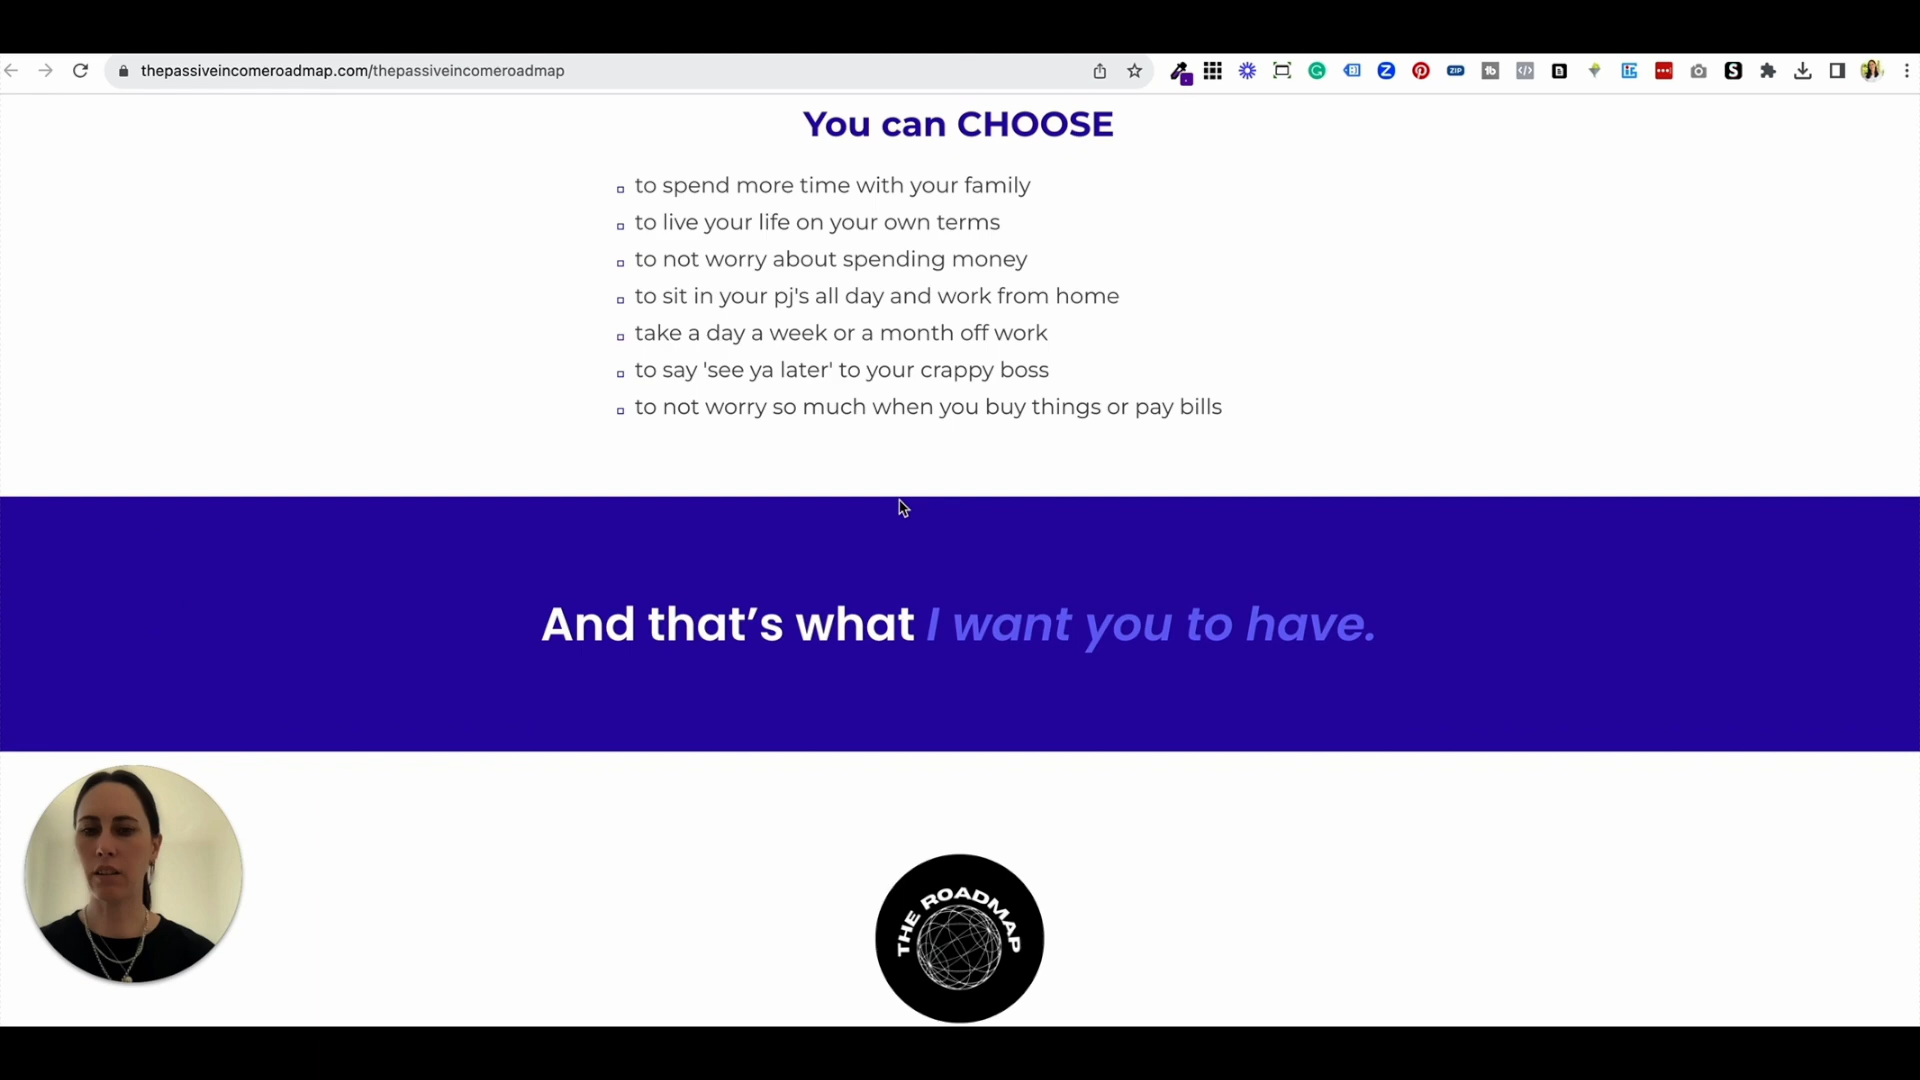 thepassiveincomeroadmap.com/thepassiveincomeroadmap
ZIP
You can CHOOSE
to spend more time with your family
to live your life on your own terms
to not worry about spending money
to sit in your pj's all day and work from home
take a day a week or a month off work
to say 'see ya later' to your crappy boss
to not worry so much when you buy things or pay bills
And that’s what I want you to have.
THE ROADMAP